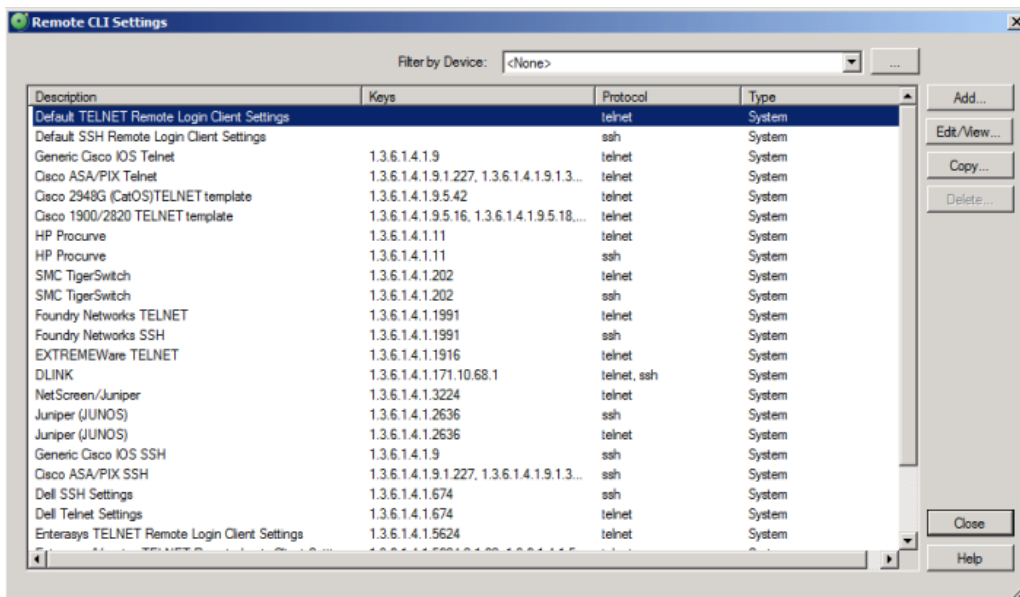 Remote CLI Settings
Filter by Device: <None> ...
Description Keys Protocol Type
Default TELNET Remote Login Client Settings telnet System
Default SSH Remote Login Client Settings ssh System
Generic Cisco IOS Telnet 1.3.6.1.4.1.9 telnet System
Cisco ASA/PIX Telnet 1.3.6.1.4.1.9.1.227, 1.3.6.1.4.1.9.1.3... telnet System
Cisco 2948G (CatOS)TELNET template 1.3.6.1.4.1.9.5.42 telnet System
Cisco 1900/2820 TELNET template 1.3.6.1.4.1.9.5.16, 1.3.6.1.4.1.9.5.18,... telnet System
HP Procurve 1.3.6.1.4.1.11 telnet System
HP Procurve 1.3.6.1.4.1.11 ssh System
SMC TigerSwitch 1.3.6.1.4.1.202 telnet System
SMC TigerSwitch 1.3.6.1.4.1.202 ssh System
Foundry Networks TELNET 1.3.6.1.4.1.1991 telnet System
Foundry Networks SSH 1.3.6.1.4.1.1991 ssh System
EXTREMEWare TELNET 1.3.6.1.4.1.1916 telnet System
DLINK 1.3.6.1.4.1.171.10.68.1 telnet, ssh System
NetScreen/Juniper 1.3.6.1.4.1.3224 telnet System
Juniper (JUNOS) 1.3.6.1.4.1.2636 ssh System
Juniper (JUNOS) 1.3.6.1.4.1.2636 telnet System
Generic Cisco IOS SSH 1.3.6.1.4.1.9 ssh System
Cisco ASA/PIX SSH 1.3.6.1.4.1.9.1.227, 1.3.6.1.4.1.9.1.3... ssh System
Dell SSH Settings 1.3.6.1.4.1.674 ssh System
Dell Telnet Settings 1.3.6.1.4.1.674 telnet System
Enterasys TELNET Remote Login Client Settings 1.3.6.1.4.1.5624 telnet System
Add...
Edit/View...
Copy...
Delete...
Close
Help